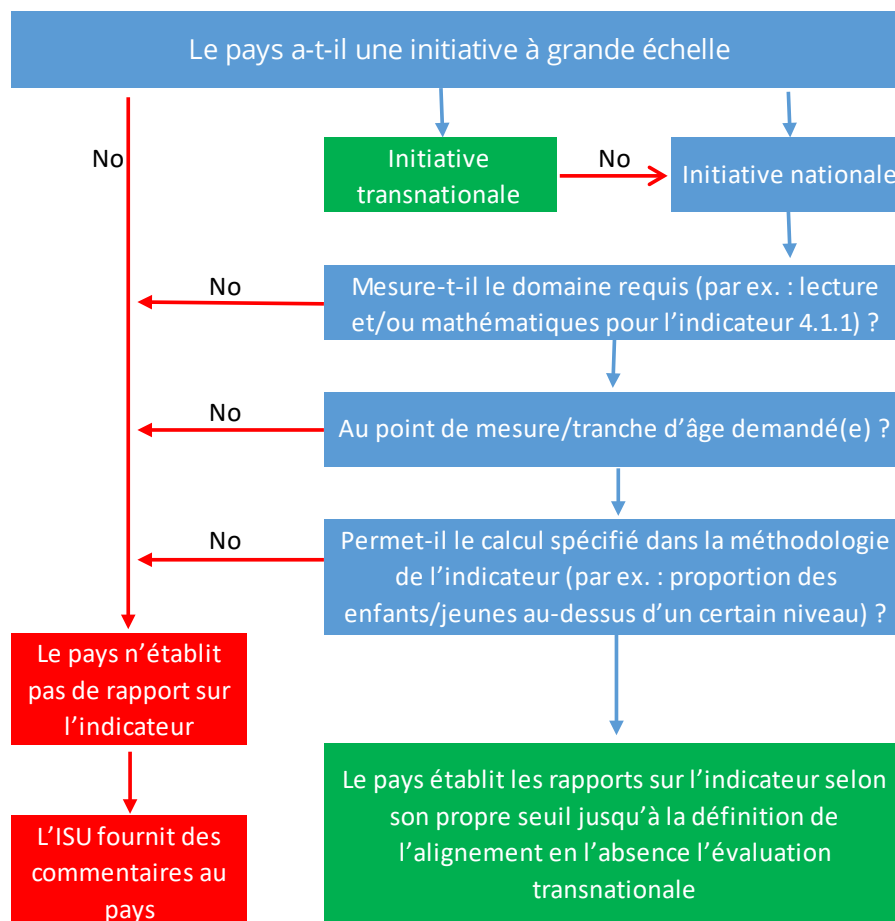 Le pays a-t-il une initiative à grande échelle
No
Initiative
transnationale
No
Initiative nationale
No
Mesure-t-il le domaine requis (par ex. : lecture
et/ou mathématiques pour l’indicateur 4.1.1) ?
No
Au point de mesure/tranche d’âge demandé(e) ?
No
Permet-il le calcul spécifié dans la méthodologie
de l’indicateur (par ex. : proportion des
enfants/jeunes au-dessus d’un certain niveau) ?
Le pays n’établit
pas de rapport sur
l’indicateur
L’ISU fournit des
commentaires au
pays
Le pays établit les rapports sur l’indicateur selon
son propre seuil jusqu’à la définition de
l’alignement en l’absence l’évaluation
transnationale